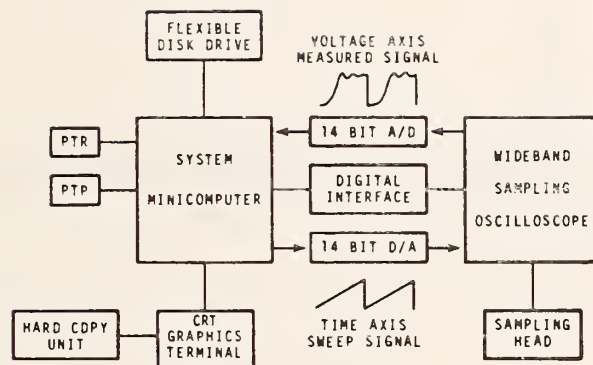 FLEXIBLE
DISK DRIVE
VOLTAGE AXIS
MEASURED SIGNAL
PTR
PTP
SYSTEM
MINICOMPUTER
14 BIT A/D
DIGITAL
INTERFACE
14 BIT D/A
WIDEBAND
SAMPLING
OSCILLOSCOPE
HARD COPY
UNIT
CRT
GRAPHICS
TERMINAL
TIME AXIS
SWEEP SIGNAL
SAMPLING
HEAD